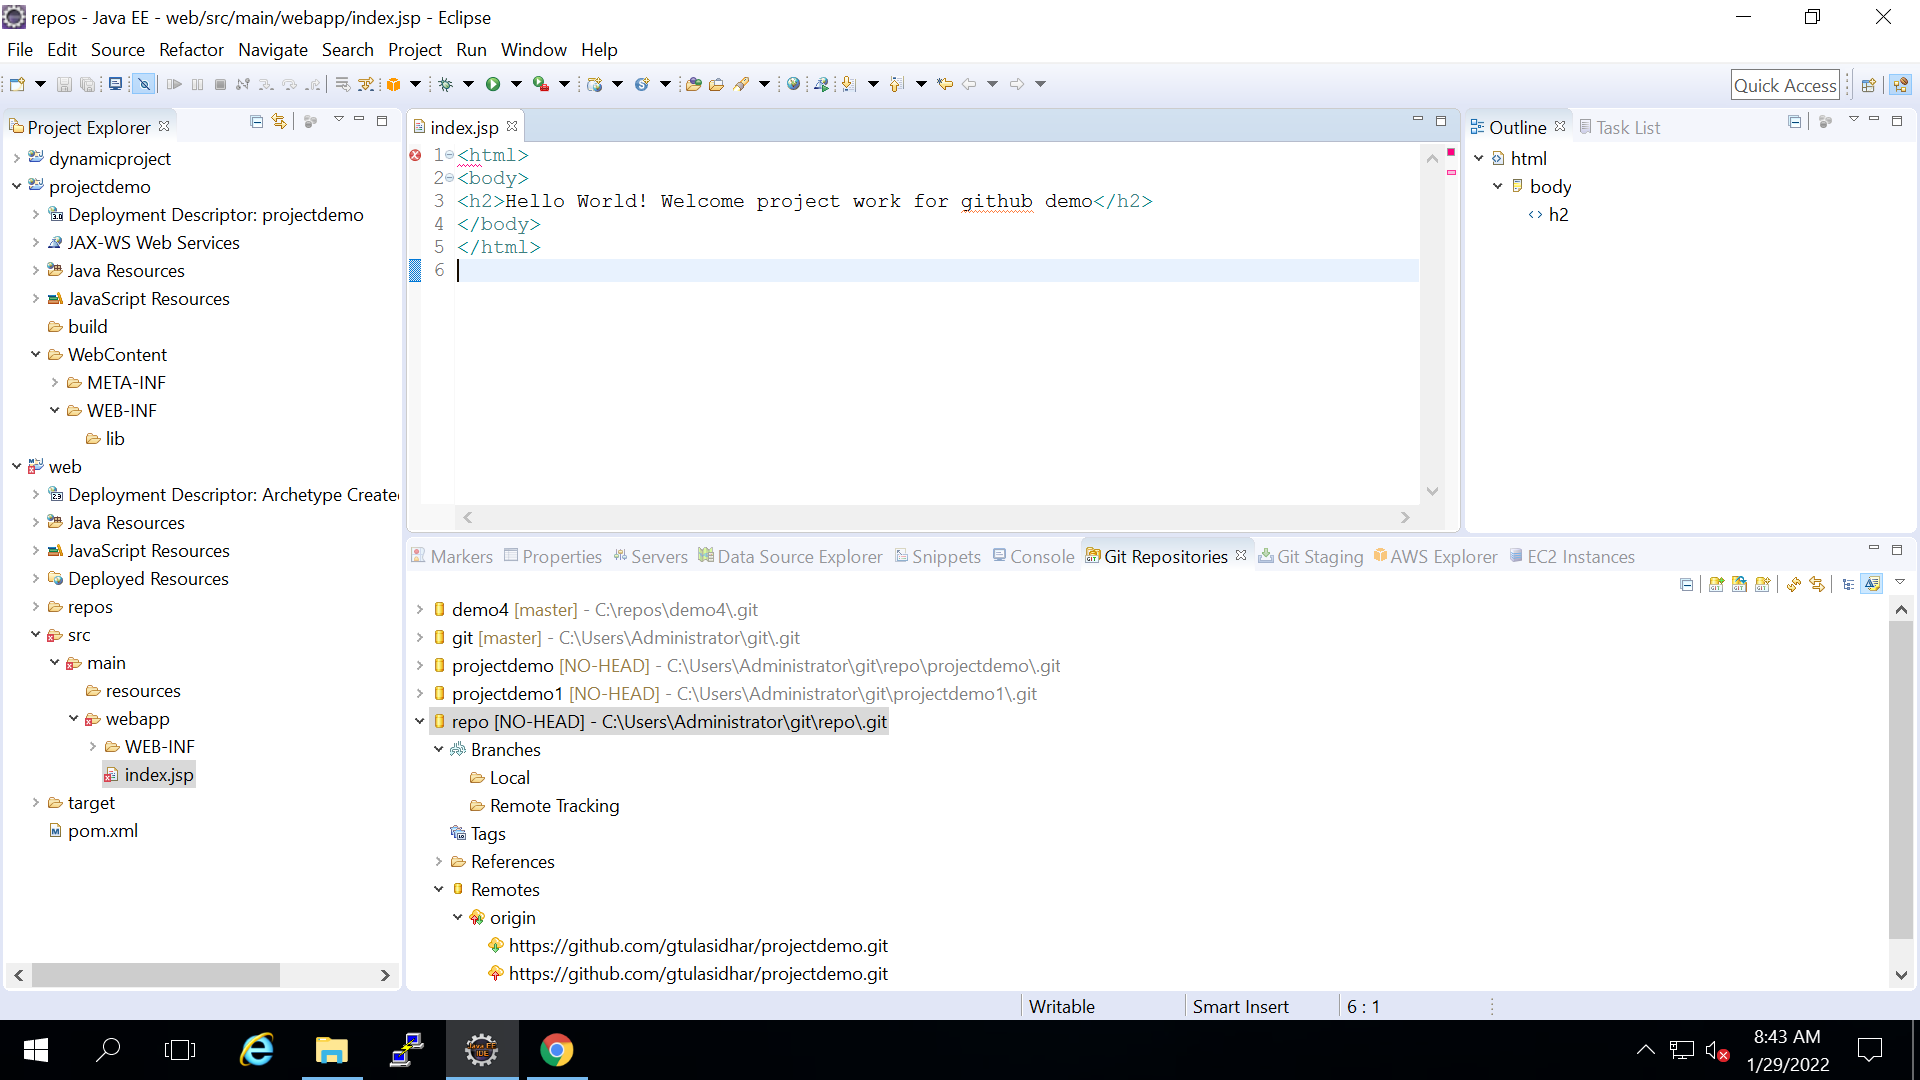 repos - Java EE - web/src/main/webapp/index.jsp - Eclipse
File Edit Source Refactor Navigate Search Project Run Window Help
Quick Access
Project Explorer
dynamicproject
projectdemo
Deployment Descriptor: projectdemo
JAX-WS Web Services
Java Resources
JavaScript Resources
build
WebContent
META-INF
WEB-INF
lib
web
Deployment Descriptor: Archetype Create
Java Resources
JavaScript Resources
Deployed Resources
repos
src
main
resources
webapp
WEB-INF
index.jsp
target
pom.xml
index.jsp
1 <html>
2 <body>
3 <h2>Hello World! Welcome project work for github demo</h2>
4 </body>
5 </html>
6
Outline Task List
html
body
h2
Markers Properties Servers Data Source Explorer Snippets Console Git Repositories Git Staging AWS Explorer EC2 Instances
demo4 [master] - C:\repos\demo4\.git
git [master] - C:\Users\Administrator\git\.git
projectdemo [NO-HEAD] - C:\Users\Administrator\git\repo\projectdemo\.git
projectdemo1 [NO-HEAD] - C:\Users\Administrator\git\projectdemo1\.git
repo [NO-HEAD] - C:\Users\Administrator\git\repo\.git
Branches
Local
Remote Tracking
Tags
References
Remotes
origin
https://github.com/gtulasidhar/projectdemo.git
https://github.com/gtulasidhar/projectdemo.git
Writable Smart Insert 6 : 1
8:43 AM
1/29/2022